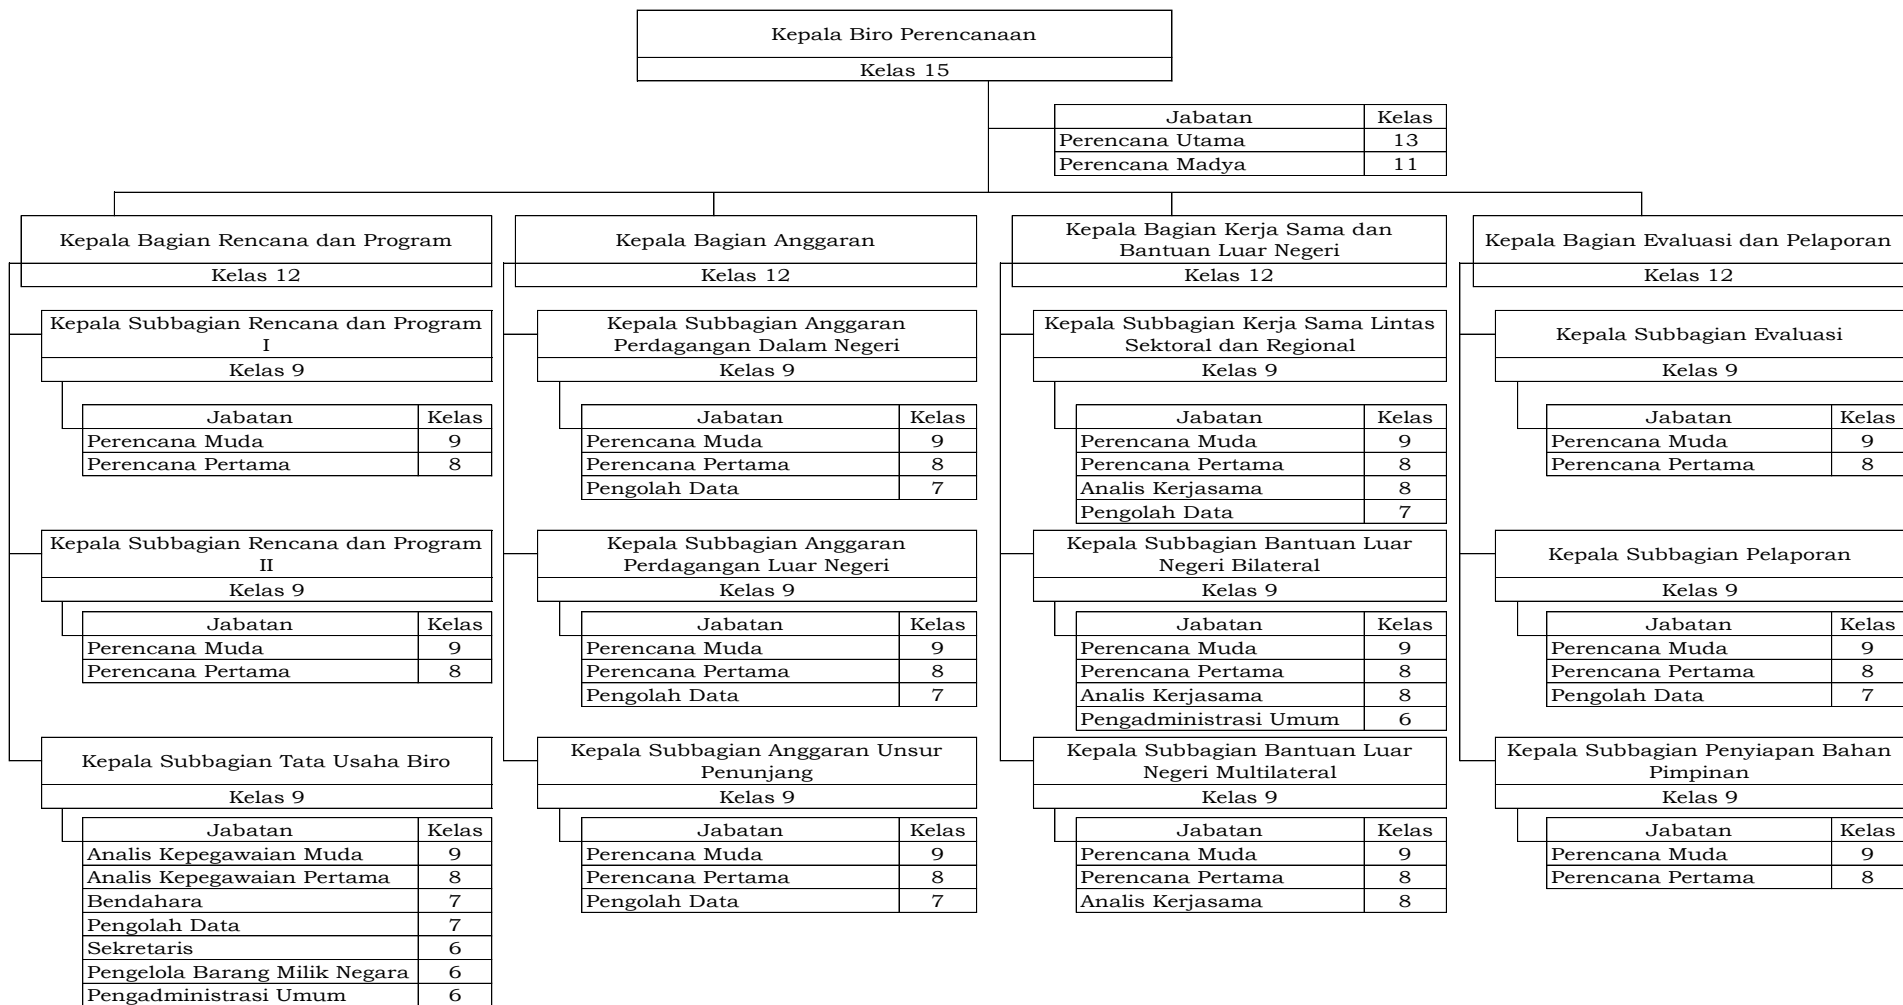 Kepala Biro Perencanaan
Kelas 15
Jabatan Kelas
Perencana Utama 13
Perencana Madya 11
Kepala Bagian Rencana dan Program
Kelas 12
Kepala Subbagian Rencana dan Program
I
Kelas 9
Jabatan Kelas
Perencana Muda 9
Perencana Pertama 8
Kepala Subbagian Rencana dan Program
II
Kelas 9
Jabatan Kelas
Perencana Muda 9
Perencana Pertama 8
Kepala Subbagian Tata Usaha Biro
Kelas 9
Jabatan Kelas
Analis Kepegawaian Muda 9
Analis Kepegawaian Pertama 8
Bendahara 7
Pengolah Data 7
Sekretaris 6
Pengelola Barang Milik Negara 6
Pengadministrasi Umum 6
Kepala Bagian Anggaran
Kelas 12
Kepala Subbagian Anggaran
Perdagangan Dalam Negeri
Kelas 9
Jabatan Kelas
Perencana Muda 9
Perencana Pertama 8
Pengolah Data 7
Kepala Subbagian Anggaran
Perdagangan Luar Negeri
Kelas 9
Jabatan Kelas
Perencana Muda 9
Perencana Pertama 8
Pengolah Data 7
Kepala Subbagian Anggaran Unsur
Penunjang
Kelas 9
Jabatan Kelas
Perencana Muda 9
Perencana Pertama 8
Pengolah Data 7
Kepala Bagian Kerja Sama dan
Bantuan Luar Negeri
Kelas 12
Kepala Subbagian Kerja Sama Lintas
Sektoral dan Regional
Kelas 9
Jabatan Kelas
Perencana Muda 9
Perencana Pertama 8
Analis Kerjasama 8
Pengolah Data 7
Kepala Subbagian Bantuan Luar
Negeri Bilateral
Kelas 9
Jabatan Kelas
Perencana Muda 9
Perencana Pertama 8
Analis Kerjasama 8
Pengadministrasi Umum 6
Kepala Subbagian Bantuan Luar
Negeri Multilateral
Kelas 9
Jabatan Kelas
Perencana Muda 9
Perencana Pertama 8
Analis Kerjasama 8
Kepala Bagian Evaluasi dan Pelaporan
Kelas 12
Kepala Subbagian Evaluasi
Kelas 9
Jabatan Kelas
Perencana Muda 9
Perencana Pertama 8
Kepala Subbagian Pelaporan
Kelas 9
Jabatan Kelas
Perencana Muda 9
Perencana Pertama 8
Pengolah Data 7
Kepala Subbagian Penyiapan Bahan
Pimpinan
Kelas 9
Jabatan Kelas
Perencana Muda 9
Perencana Pertama 8